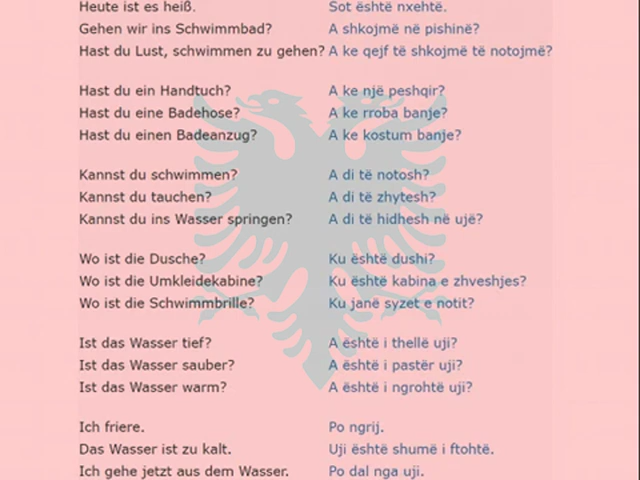 Heute ist es heiß. Sot është nxehtë.
Gehen wir ins Schwimmbad? A shkojmë në pishinë?
Hast du Lust, schwimmen zu gehen? A ke qejf të shkojmë të notojmë?
Hast du ein Handtuch? A ke një peshqir?
Hast du eine Badehose? A ke rroba banje?
Hast du einen Badeanzug? A ke kostum banje?
Kannst du schwimmen? A di të notosh?
Kannst du tauchen? A di të zhytesh?
Kannst du ins Wasser springen? A di të hidhesh në ujë?
Wo ist die Dusche? Ku është dushi?
Wo ist die Umkleidekabine? Ku është kabina e zhveshjes?
Wo ist die Schwimmbrille? Ku janë syzet e notit?
Ist das Wasser tief? A është i thellë uji?
Ist das Wasser sauber? A është i pastër uji?
Ist das Wasser warm? A është i ngrohtë uji?
Ich friere. Po ngrij.
Das Wasser ist zu kalt. Uji është shumë i ftohtë.
Ich gehe jetzt aus dem Wasser. Po dal nga uji.